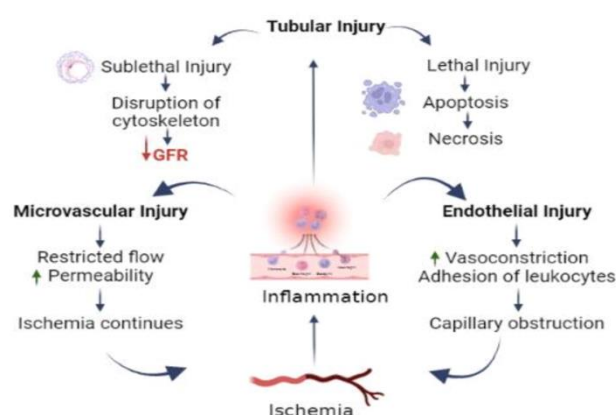 Tubular Injury
Sublethal Injury
Disruption of
cytoskeleton
GFR
Lethal Injury
Apoptosis
Necrosis
Microvascular Injury
Restricted flow
Permeability
Ischemia continues
Endothelial Injury
Vasoconstriction
Adhesion of leukocytes
Capillary obstruction
Inflammation
Ischemia